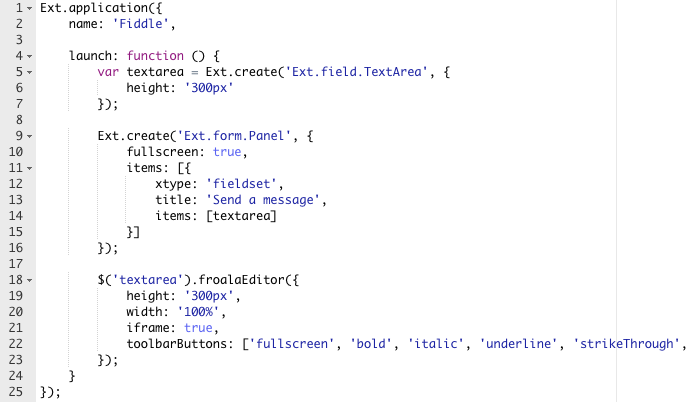 1 Ext.application({
2     name: 'Fiddle',
3
4     launch: function () {
5         var textarea = Ext.create('Ext.field.TextArea', {
6             height: '300px'
7         });
8
9         Ext.create('Ext.form.Panel', {
10             fullscreen: true,
11             items: [{
12                 xtype: 'fieldset',
13                 title: 'Send a message',
14                 items: [textarea]
15             }]
16         });
17
18         $('textarea').froalaEditor({
19             height: '300px',
20             width: '100%',
21             iframe: true,
22             toolbarButtons: ['fullscreen', 'bold', 'italic', 'underline', 'strikeThrough',
23         });
24     }
25 });